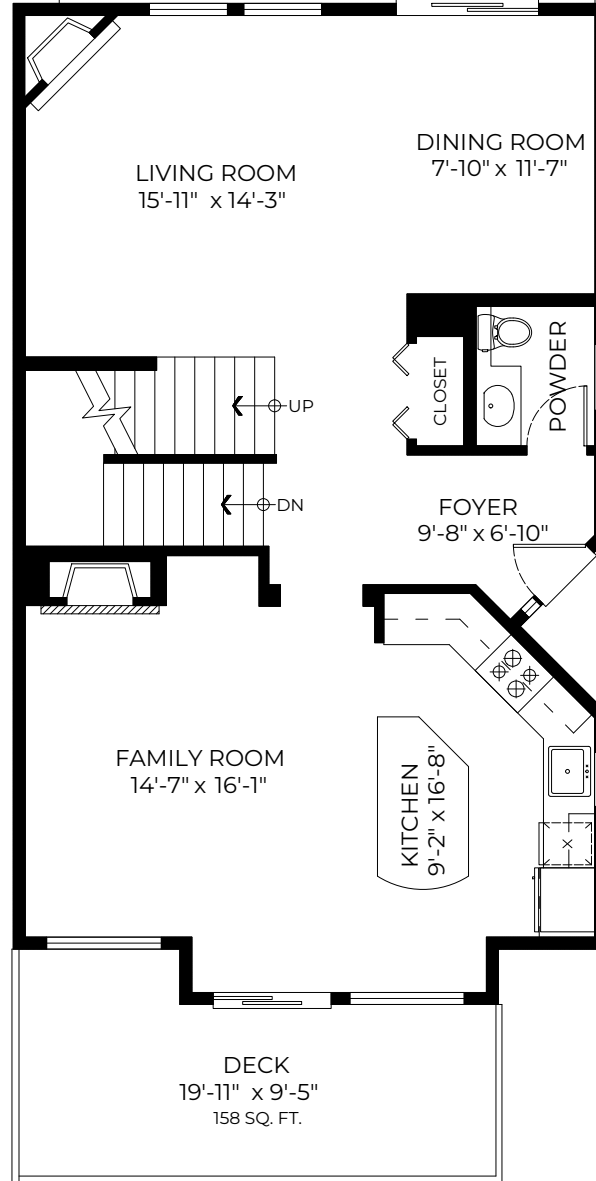 DINING ROOM
7'-10" x 11'-7"
LIVING ROOM
15'-11" x 14'-3"
POWDER
CLOSET
UP
DN
FOYER
9'-8" x 6'-10"
FAMILY ROOM
14'-7" x 16'-1"
KITCHEN
9'-2" x 16'-8"
DECK
19'-11" x 9'-5"
158 SQ. FT.